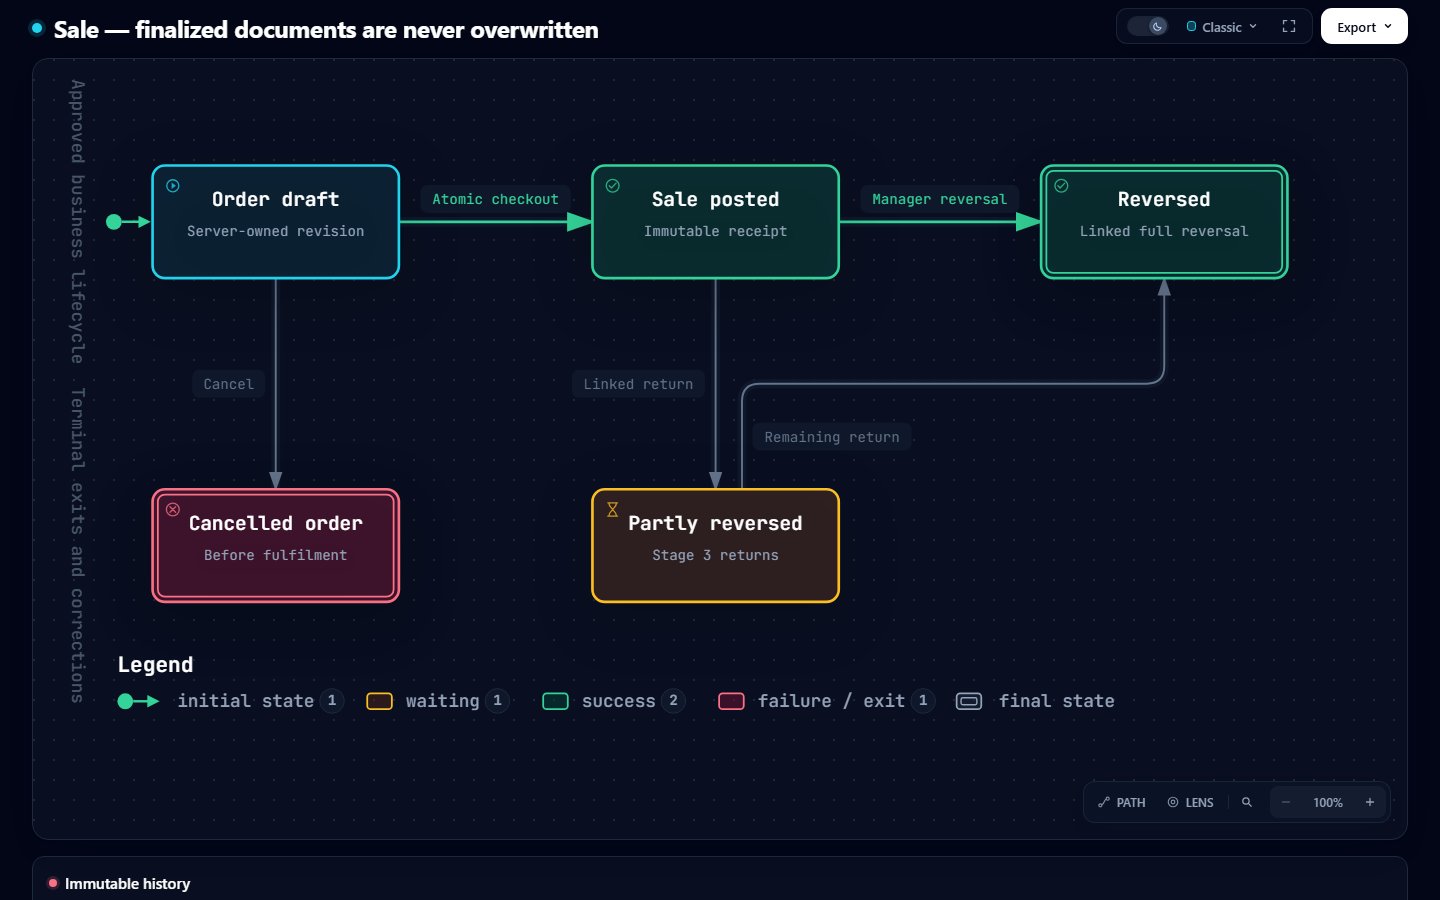 Sale — finalized documents are never overwritten
Classic
Export
Approved business lifecycle
Terminal exits and corrections
Order draft
Server-owned revision
Atomic checkout
Sale posted
Immutable receipt
Manager reversal
Reversed
Linked full reversal
Cancel
Linked return
Remaining return
Cancelled order
Before fulfilment
Partly reversed
Stage 3 returns
Legend
initial state 1
waiting 1
success 2
failure / exit 1
final state
PATH
LENS
− 100% +
Immutable history